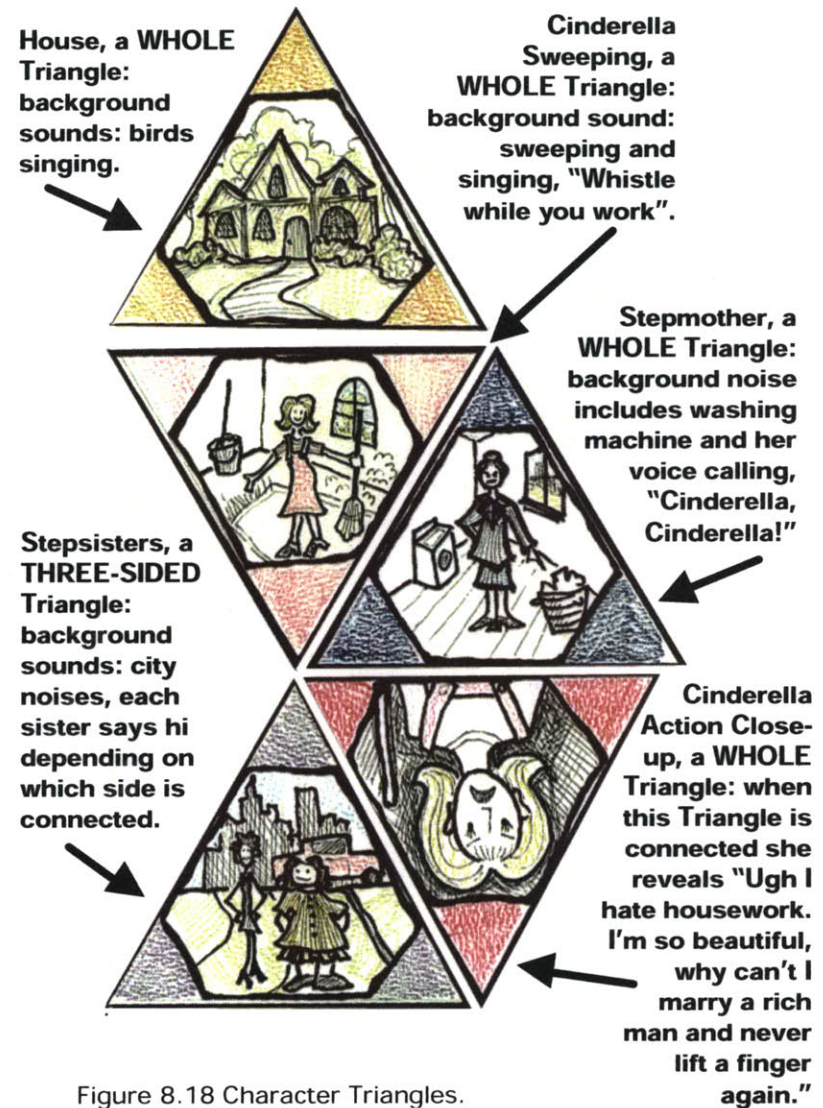 House, a WHOLE
Triangle:
background
sounds: birds
singing.
Cinderella
Sweeping, a
WHOLE Triangle:
background sound:
sweeping and
singing, "Whistle
while you work".
Stepmother, a
WHOLE Triangle:
background noise
includes washing
machine and her
voice calling,
"Cinderella,
Cinderella!"
Stepsisters, a
THREE-SIDED
Triangle:
background
sounds: city
noises, each
sister says hi
depending on
which side is
connected.
Cinderella
Action Close-
up, a WHOLE
Triangle: when
this Triangle is
connected she
reveals "Ugh I
hate housework.
I'm so beautiful,
why can't I
marry a rich
man and never
lift a finger
again."
Figure 8.18 Character Triangles.